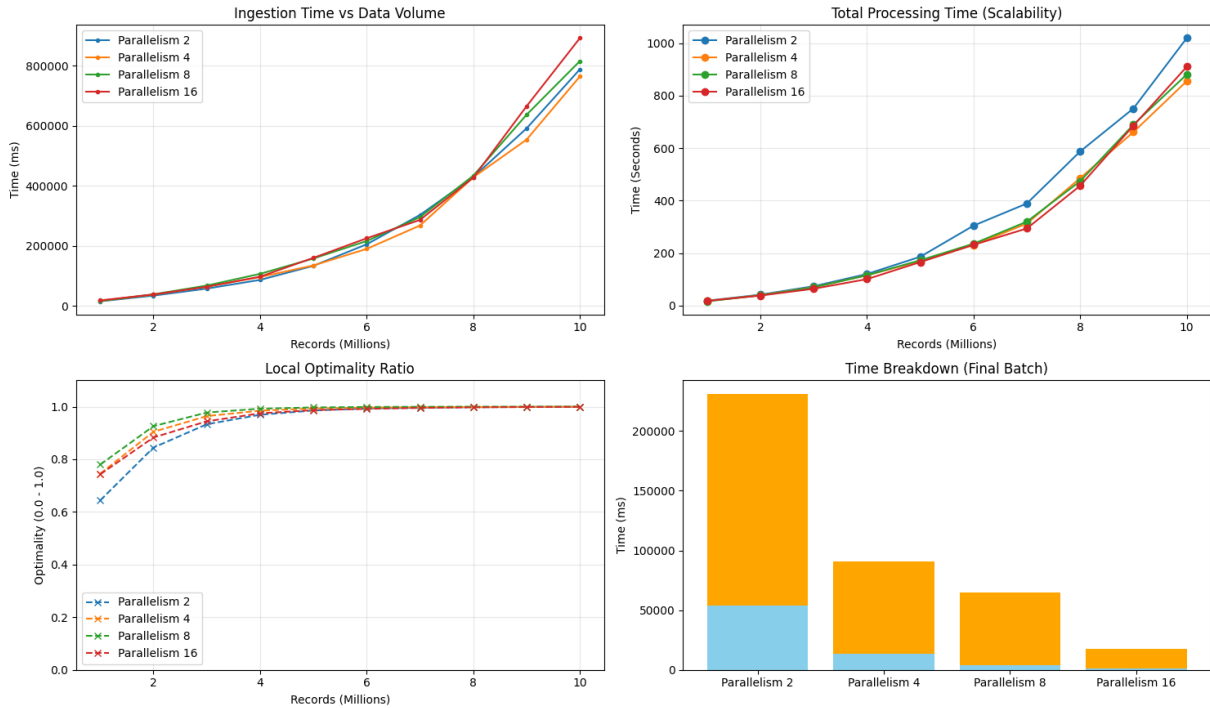 Ingestion Time vs Data Volume
Parallelism 2
Parallelism 4
Parallelism 8
Parallelism 16
Time (ms)
800000
600000
400000
200000
0
2
4
6
8
10
Records (Millions)
Total Processing Time (Scalability)
Parallelism 2
Parallelism 4
Parallelism 8
Parallelism 16
Time (Seconds)
1000
800
600
400
200
0
2
4
6
8
10
Records (Millions)
Local Optimality Ratio
Optimality (0.0 - 1.0)
1.0
0.8
0.6
0.4
0.2
0.0
Parallelism 2
Parallelism 4
Parallelism 8
Parallelism 16
2
4
6
8
10
Records (Millions)
Time Breakdown (Final Batch)
Time (ms)
200000
150000
100000
50000
0
Parallelism 2
Parallelism 4
Parallelism 8
Parallelism 16